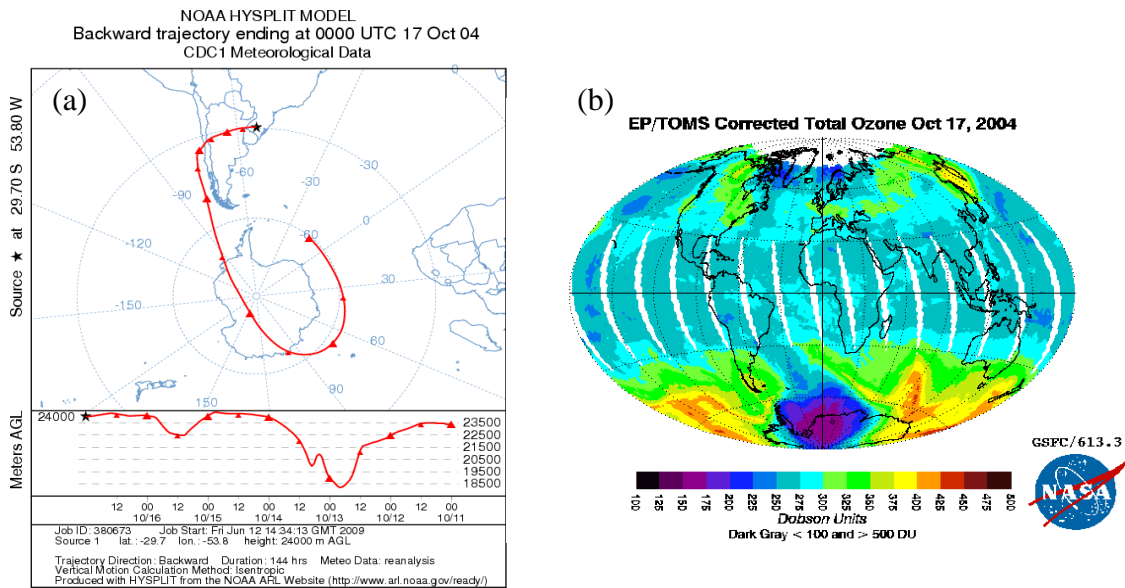 NOAA HYSPLIT MODEL
Backward trajectory ending at 0000 UTC 17 Oct 04
CDC1 Meteorological Data
Source ★ at 29.70 S 53.80 W
(a)
0
-30
-30
-60
-90
0
-60
-120
30
-150
-60
150
90
Meters AGL
24000
23500
22500
21500
20500
19500
18500
12 00 12 00 12 00 12 00 12 00 12 00
10/16 10/15 10/14 10/13 10/12 10/11
Job ID: 380673 Job Start: Fri Jun 12 14:34:13 GMT 2009
Source 1 lat.: -29.7 lon.: -53.8 height: 24000 m AGL
Trajectory Direction: Backward Duration: 144 hrs Meteo Data: reanalysis
Vertical Motion Calculation Method: Isentropic
Produced with HYSPLIT from the NOAA ARL Website (http://www.arl.noaa.gov/ready/)
(b)
EP/TOMS Corrected Total Ozone Oct 17, 2004
GSFC/613.3
NASA
100 125 150 175 200 225 250 275 300 325 350 375 400 425 450 475 500
Dobson Units
Dark Gray < 100 and > 500 DU